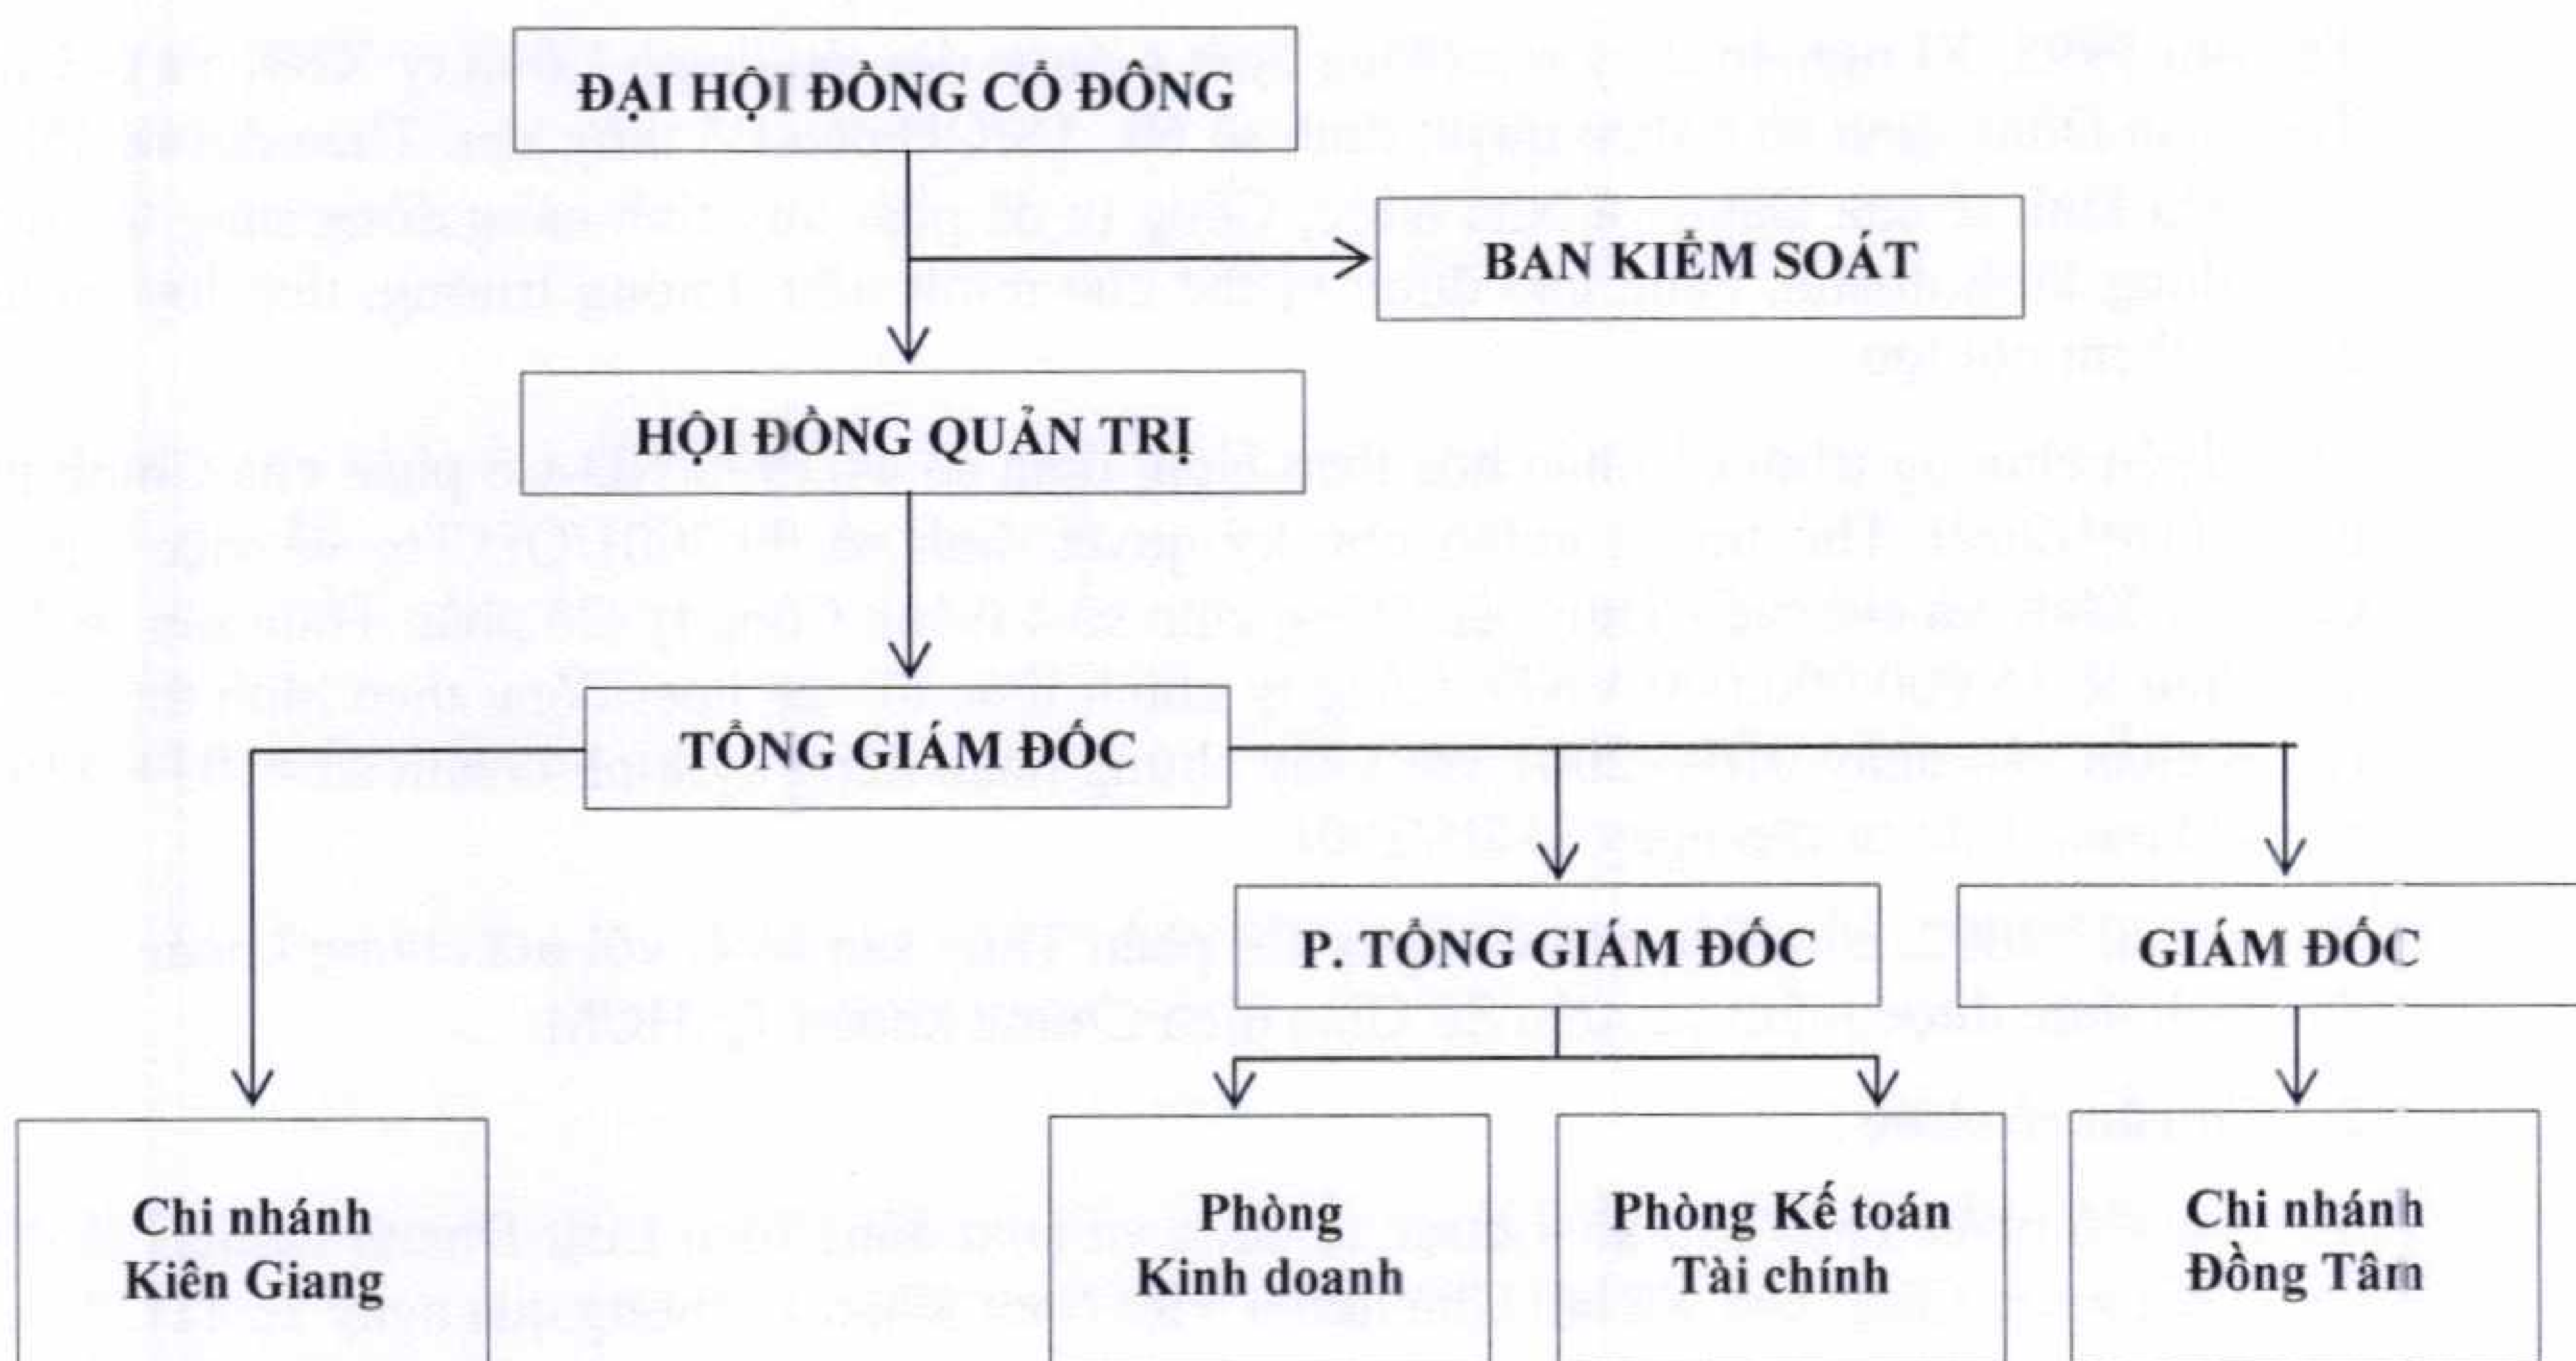 ĐẠI HỘI ĐỒNG CỔ ĐÔNG
BAN KIỂM SOÁT
HỘI ĐỒNG QUẢN TRỊ
TỔNG GIÁM ĐỐC
P. TỔNG GIÁM ĐỐC
GIÁM ĐỐC
Chi nhánh
Kiên Giang
Phòng
Kinh doanh
Phòng Kế toán
Tài chính
Chi nhánh
Đồng Tâm